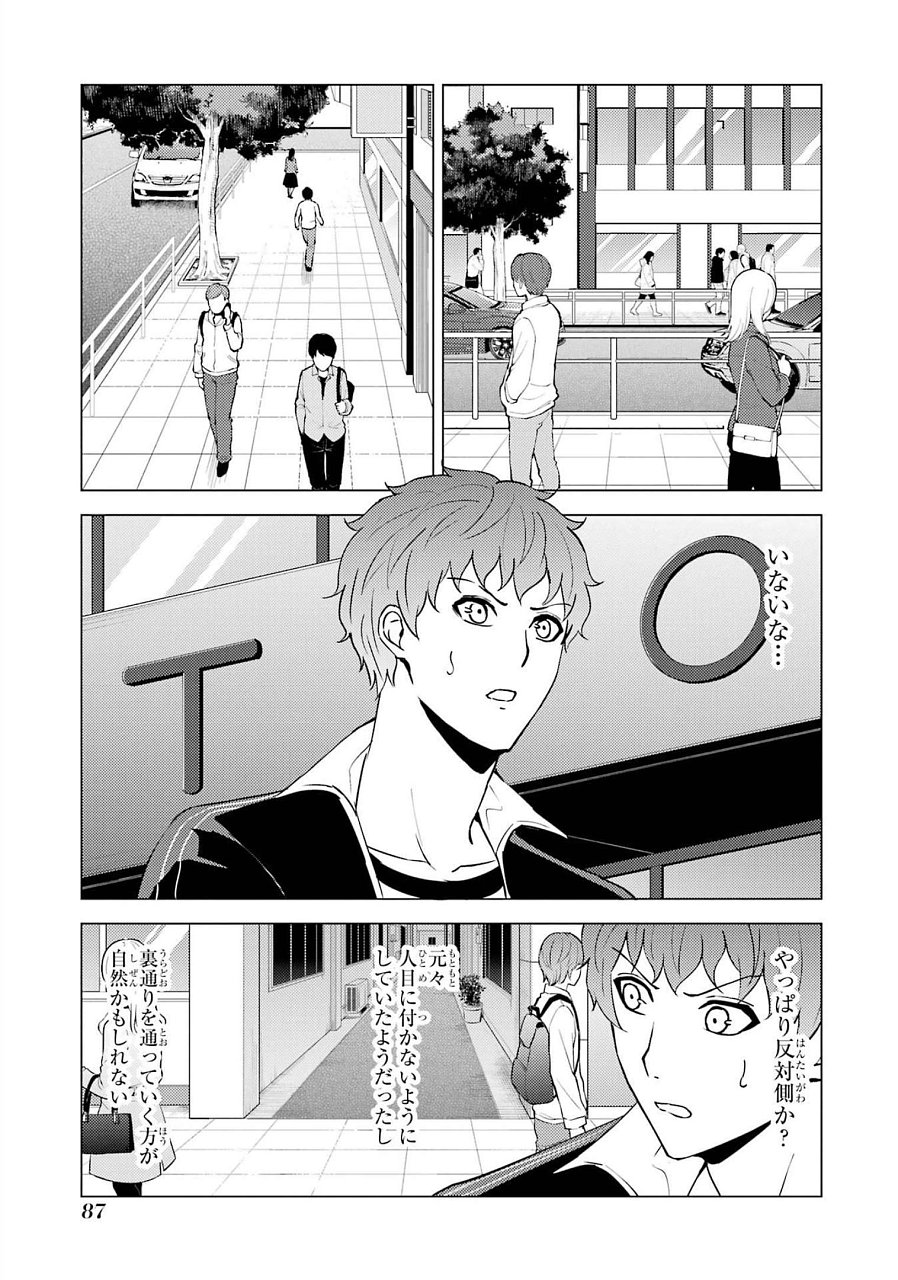 いないな…
やっぱり反対側か?
元々
人目に付かないように
していたようだったし
裏通りを通っていく方が
自然かもしれない
TO
87